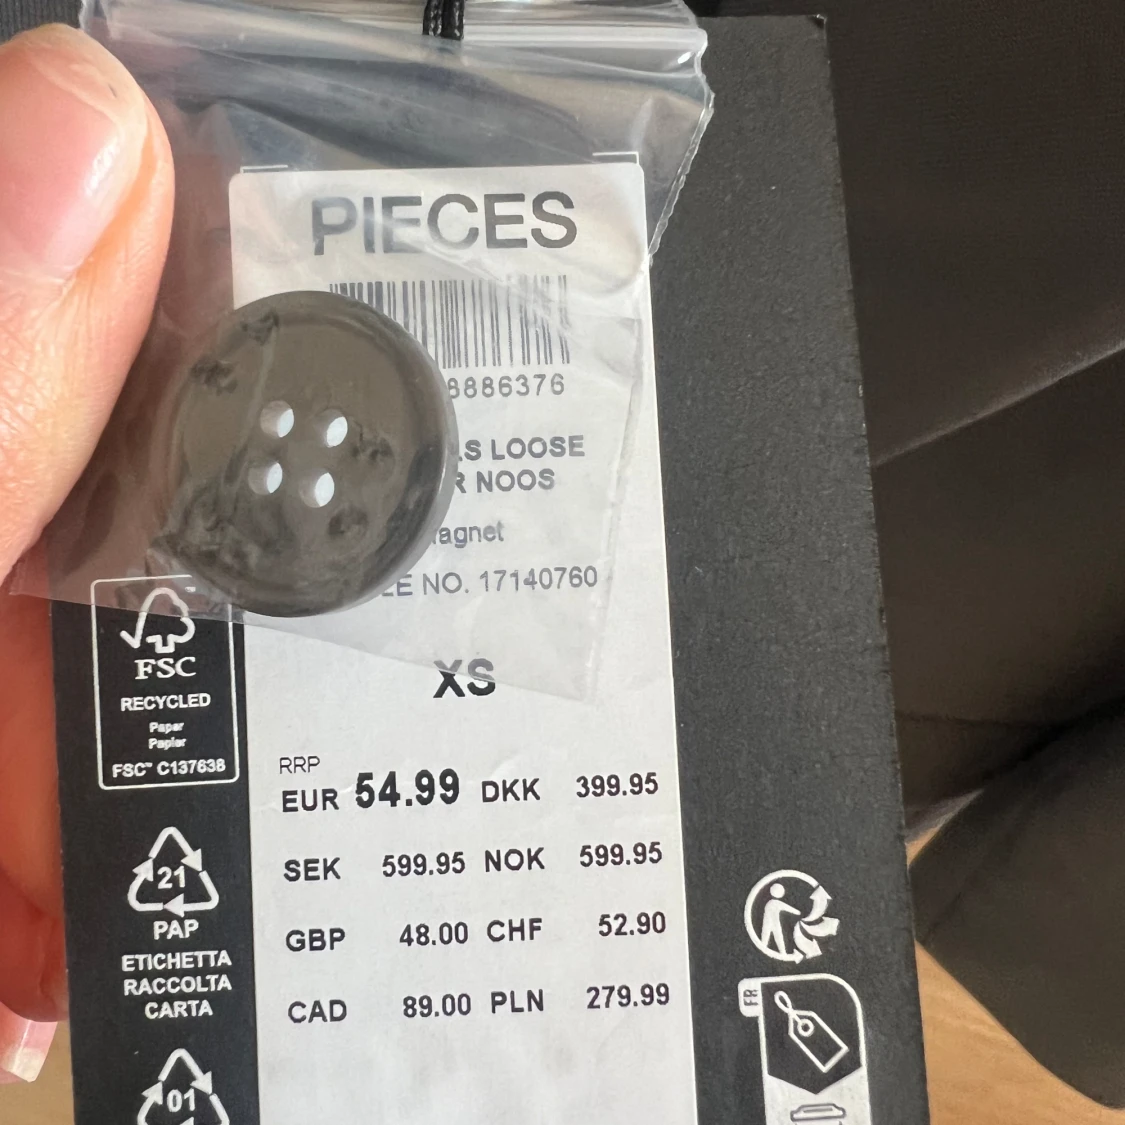 PIECES
8886376
LS LOOSE
R NOOS
agnet
LE NO. 17140760
XS
FSC
RECYCLED
Paper
Papier
FSC™ C137638
RRP
EUR 54.99 DKK 399.95
SEK 599.95 NOK 599.95
GBP 48.00 CHF 52.90
CAD 89.00 PLN 279.99
21
PAP
ETICHETTA
RACCOLTA
CARTA
01
FR